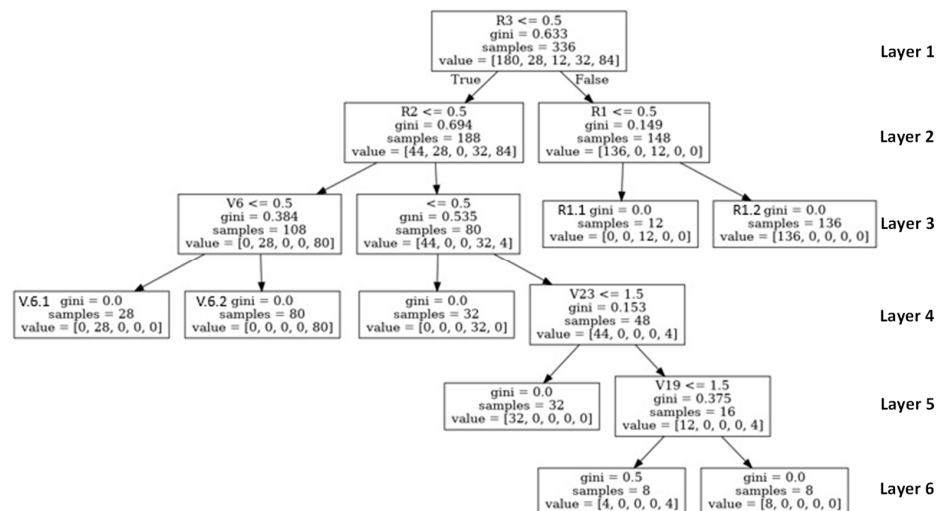 R3 <= 0.5
gini = 0.633
samples = 336
value = [180, 28, 12, 32, 84]
Layer 1
True
False
R2 <= 0.5
gini = 0.694
samples = 188
value = [44, 28, 0, 32, 84]
R1 <= 0.5
gini = 0.149
samples = 148
value = [136, 0, 12, 0, 0]
Layer 2
V6 <= 0.5
gini = 0.384
samples = 108
value = [0, 28, 0, 0, 80]
<= 0.5
gini = 0.535
samples = 80
value = [44, 0, 0, 32, 4]
R1.1 gini = 0.0
samples = 12
value = [0, 0, 12, 0, 0]
R1.2 gini = 0.0
samples = 136
value = [136, 0, 0, 0, 0]
Layer 3
V.6.1 gini = 0.0
samples = 28
value = [0, 28, 0, 0, 0]
V.6.2 gini = 0.0
samples = 80
value = [0, 0, 0, 0, 80]
gini = 0.0
samples = 32
value = [0, 0, 0, 32, 0]
V23 <= 1.5
gini = 0.153
samples = 48
value = [44, 0, 0, 0, 4]
Layer 4
gini = 0.0
samples = 32
value = [32, 0, 0, 0, 0]
V19 <= 1.5
gini = 0.375
samples = 16
value = [12, 0, 0, 0, 4]
Layer 5
gini = 0.5
samples = 8
value = [4, 0, 0, 0, 4]
gini = 0.0
samples = 8
value = [8, 0, 0, 0, 0]
Layer 6